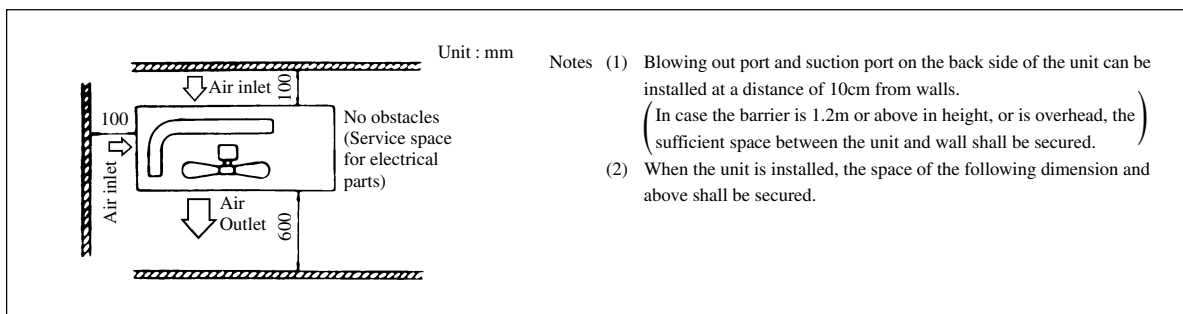 Unit : mm
Air inlet
100
100
Air inlet
No obstacles
(Service space
for electrical
parts)
Air
Outlet
600
Notes (1) Blowing out port and suction port on the back side of the unit can be
installed at a distance of 10cm from walls.
(In case the barrier is 1.2m or above in height, or is overhead, the
sufficient space between the unit and wall shall be secured.)
(2) When the unit is installed, the space of the following dimension and
above shall be secured.